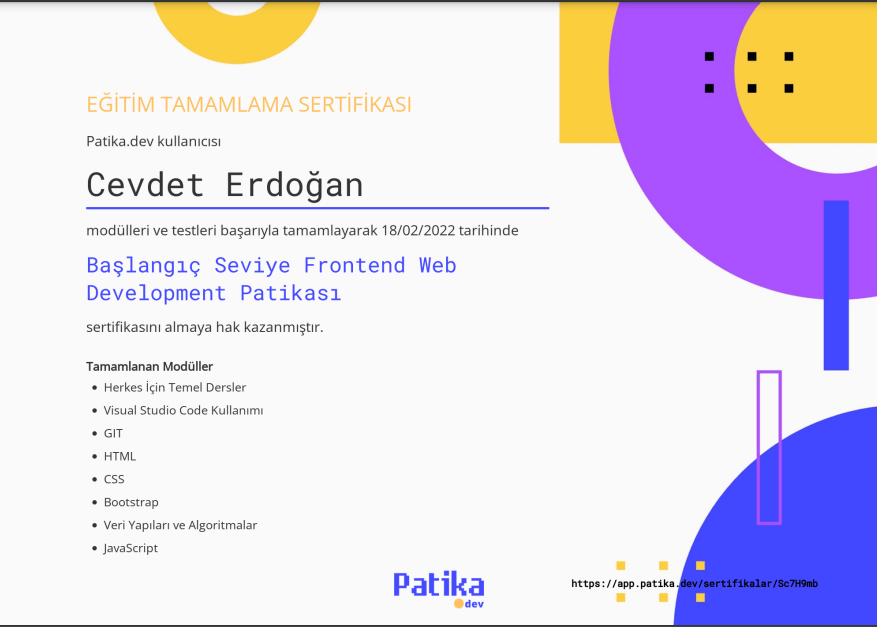 EĞİTİM TAMAMLAMA SERTİFİKASI
Patika.dev kullanıcısı
Cevdet Erdoğan
modülleri ve testleri başarıyla tamamlayarak 18/02/2022 tarihinde
Başlangıç Seviye Frontend Web
Development Patikası
sertifikasını almaya hak kazanmıştır.
Tamamlanan Modüller
• Herkes İçin Temel Dersler
• Visual Studio Code Kullanımı
• GIT
• HTML
• CSS
• Bootstrap
• Veri Yapıları ve Algoritmalar
• JavaScript
Patika
dev
https://app.patika.dev/sertifikalar/Sc7H9mb